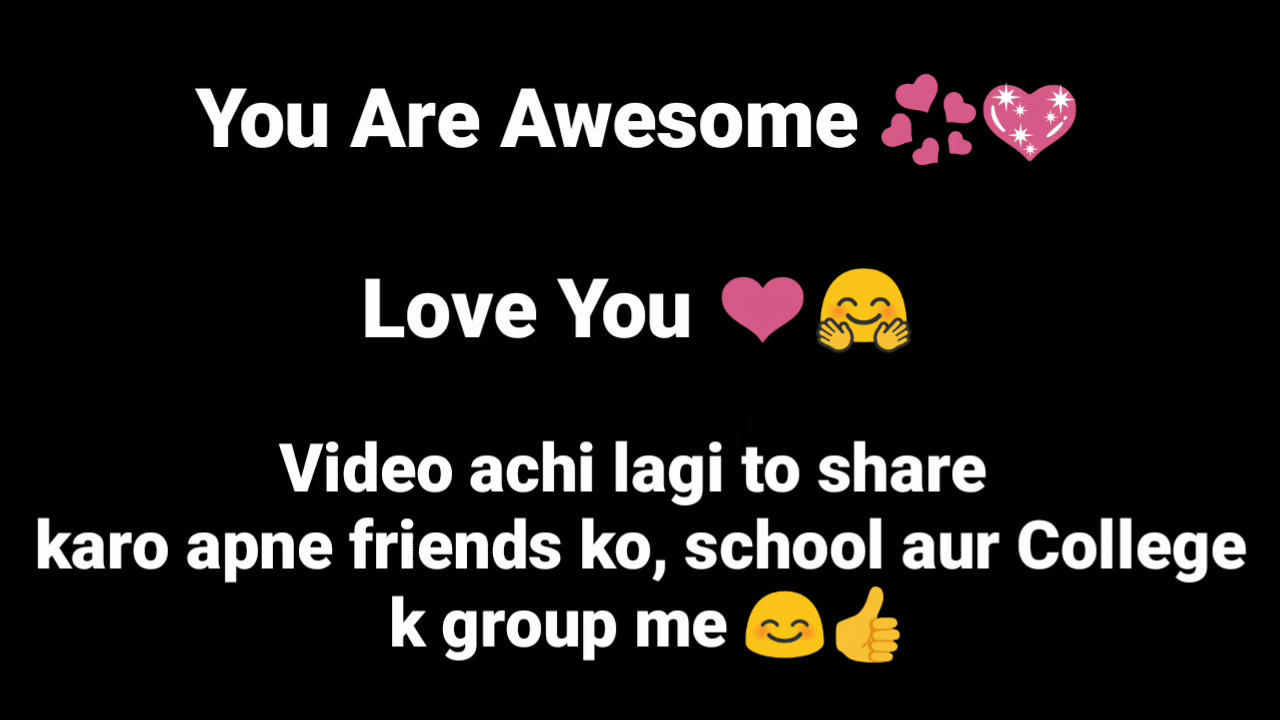 You Are Awesome 💞💖
Love You ❤🤗
Video achi lagi to share
karo apne friends ko, school aur College
k group me 😊👍